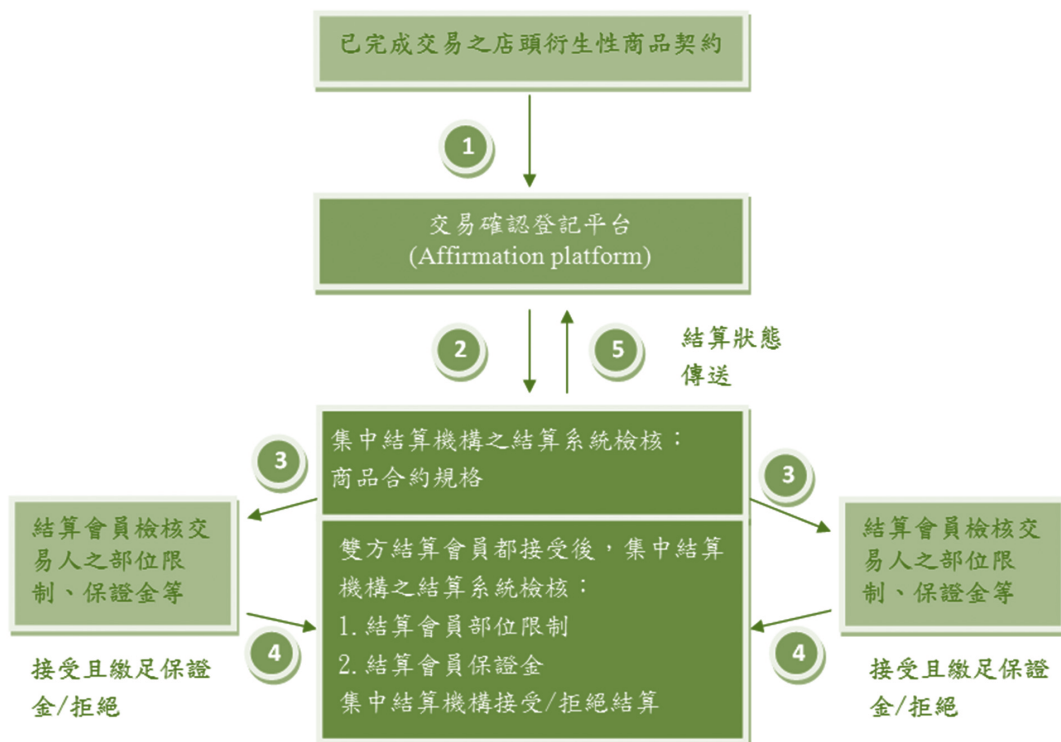 已完成交易之店頭衍生性商品契約
1
交易確認登記平台
(Affirmation platform)
2
5
結算狀態
傳送
集中結算機構之結算系統檢核：
商品合約規格
3
3
結算會員檢核交
易人之部位限
制、保證金等
雙方結算會員都接受後，集中結算
機構之結算系統檢核：
1. 結算會員部位限制
2. 結算會員保證金
集中結算機構接受/拒絕結算
結算會員檢核交
易人之部位限
制、保證金等
4
4
接受且繳足保證
金/拒絕
接受且繳足保證
金/拒絕